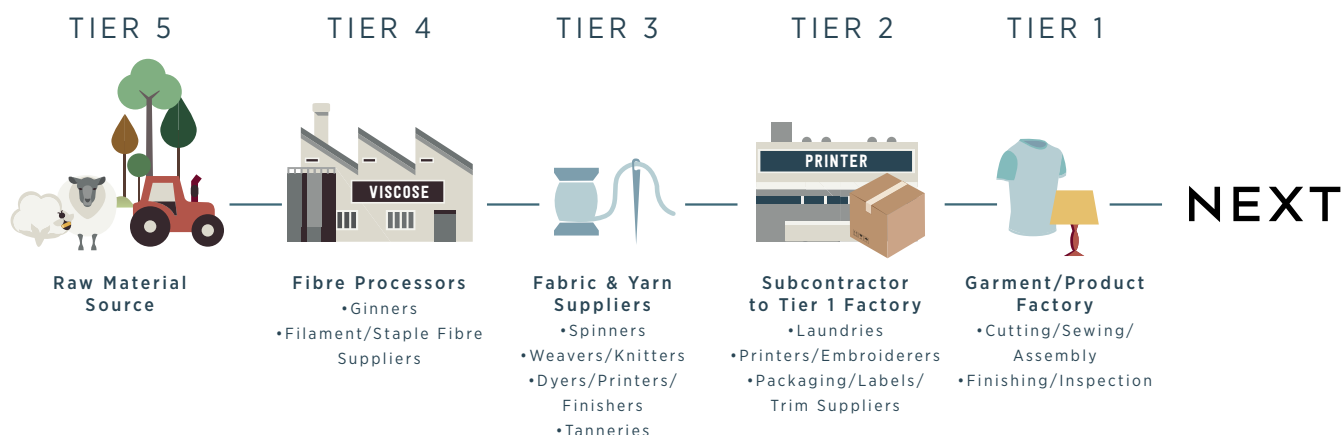 TIER 5
TIER 4
TIER 3
TIER 2
TIER 1
VISCOSE
PRINTER
NEXT
Raw Material
Source
Fibre Processors
•Ginners
•Filament/Staple Fibre
Suppliers
Fabric & Yarn
Suppliers
•Spinners
•Weavers/Knitters
•Dyers/Printers/
Finishers
•Tanneries
Subcontractor
to Tier 1 Factory
•Laundries
•Printers/Embroiderers
•Packaging/Labels/
Trim Suppliers
Garment/Product
Factory
•Cutting/Sewing/
Assembly
•Finishing/Inspection